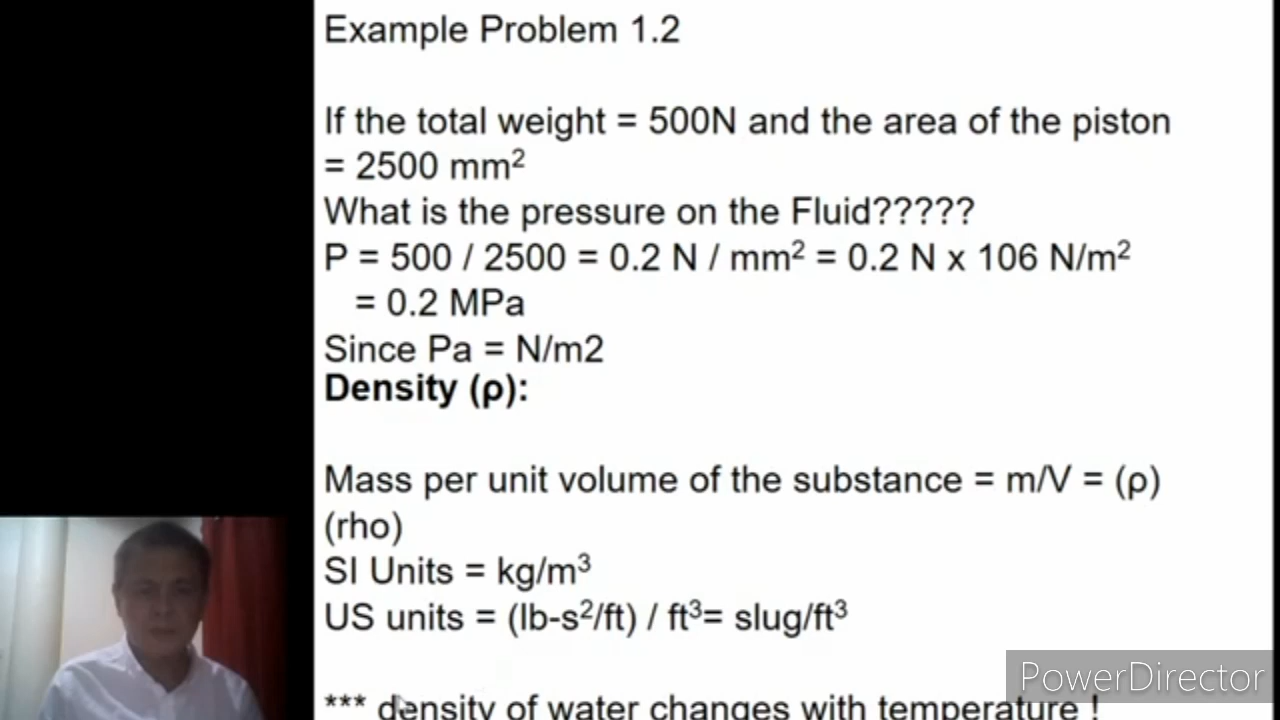 Example Problem 1.2
If the total weight = 500N and the area of the piston
= 2500 mm²
What is the pressure on the Fluid?????
P = 500 / 2500 = 0.2 N / mm² = 0.2 N x 106 N/m²
= 0.2 MPa
Since Pa = N/m2
Density (ρ):
Mass per unit volume of the substance = m/V = (ρ)
(rho)
SI Units = kg/m³
US units = (lb-s²/ft) / ft³= slug/ft³
*** density of water changes with temperature !
PowerDirector